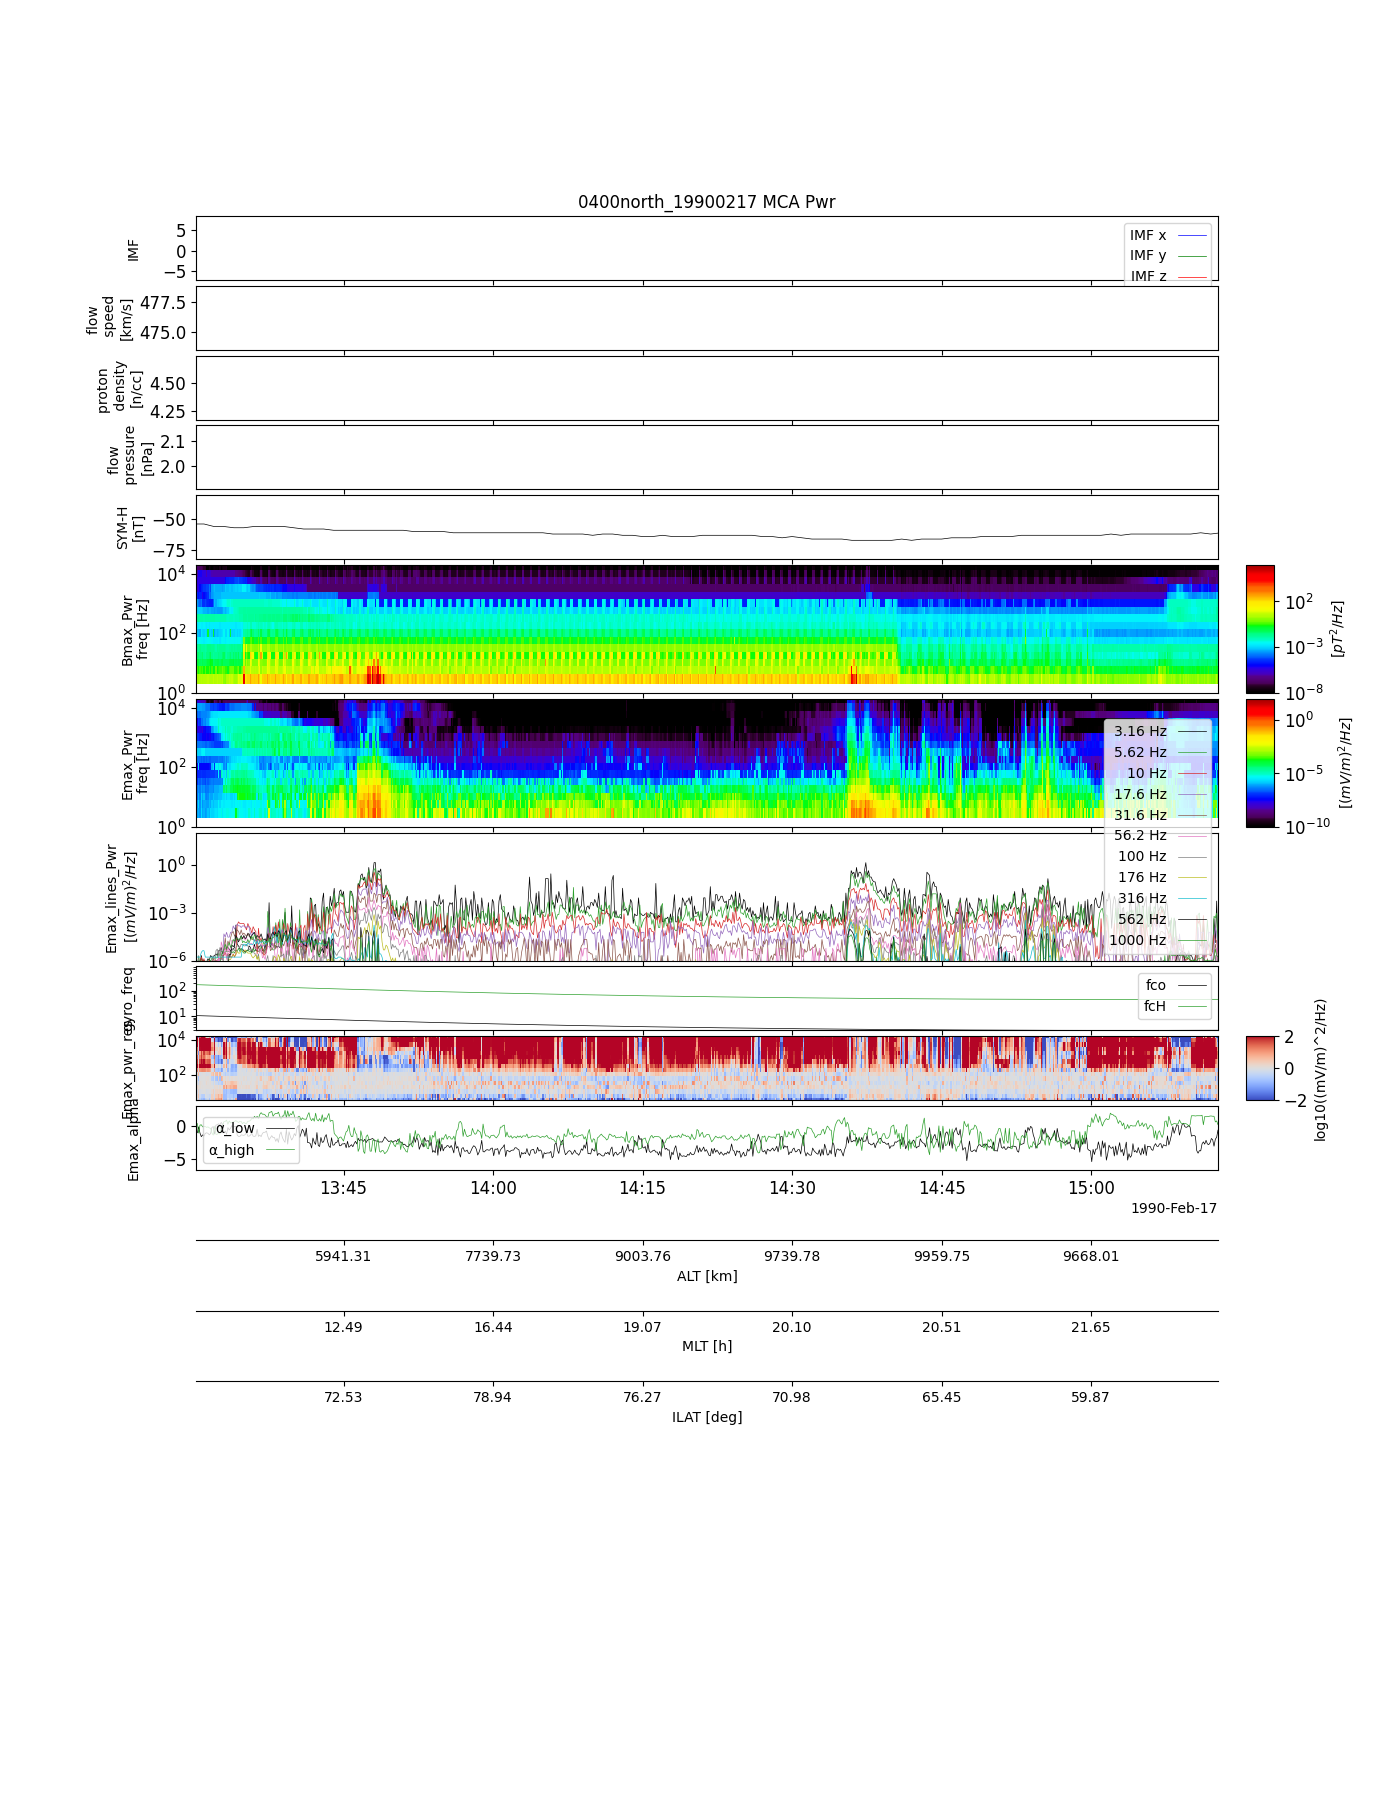 0400north_19900217 MCA Pwr
IMF
5
0
−5
IMF x
IMF y
IMF z
flow
speed
[km/s]
477.5
475.0
proton
density
[n/cc]
4.50
4.25
flow
pressure
[nPa]
2.1
2.0
SYM-H
[nT]
−50
−75
Bmax_Pwr
freq [Hz]
10^4
10^2
10^0
10^2
10^−3
10^−8
[pT^2/Hz]
Emax_Pwr
freq [Hz]
10^4
10^2
10^0
10^0
10^−5
10^−10
[(mV/m)^2/Hz]
3.16 Hz
5.62 Hz
10 Hz
17.6 Hz
31.6 Hz
56.2 Hz
100 Hz
176 Hz
316 Hz
562 Hz
1000 Hz
Emax_lines_Pwr
[(mV/m)^2/Hz]
10^0
10^−3
10^−6
gyro_freq
10^2
10^1
fco
fcH
Emax_pwr_reg
10^4
10^2
2
0
−2
log10((mV/m)^2/Hz)
Emax_alpha
0
−5
α_low
α_high
13:45 14:00 14:15 14:30 14:45 15:00
1990-Feb-17
5941.31 7739.73 9003.76 9739.78 9959.75 9668.01
ALT [km]
12.49 16.44 19.07 20.10 20.51 21.65
MLT [h]
72.53 78.94 76.27 70.98 65.45 59.87
ILAT [deg]